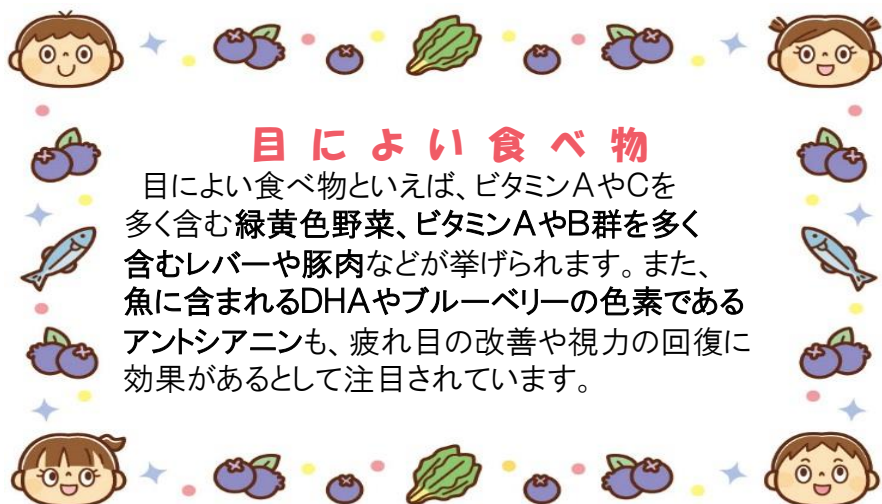 目によい食べ物
目によい食べ物といえば、ビタミンAやCを
多く含む緑黄色野菜、ビタミンAやB群を多く
含むレバーや豚肉などが挙げられます。また、
魚に含まれるDHAやブルーベリーの色素である
アントシアニンも、疲れ目の改善や視力の回復に
効果があるとして注目されています。